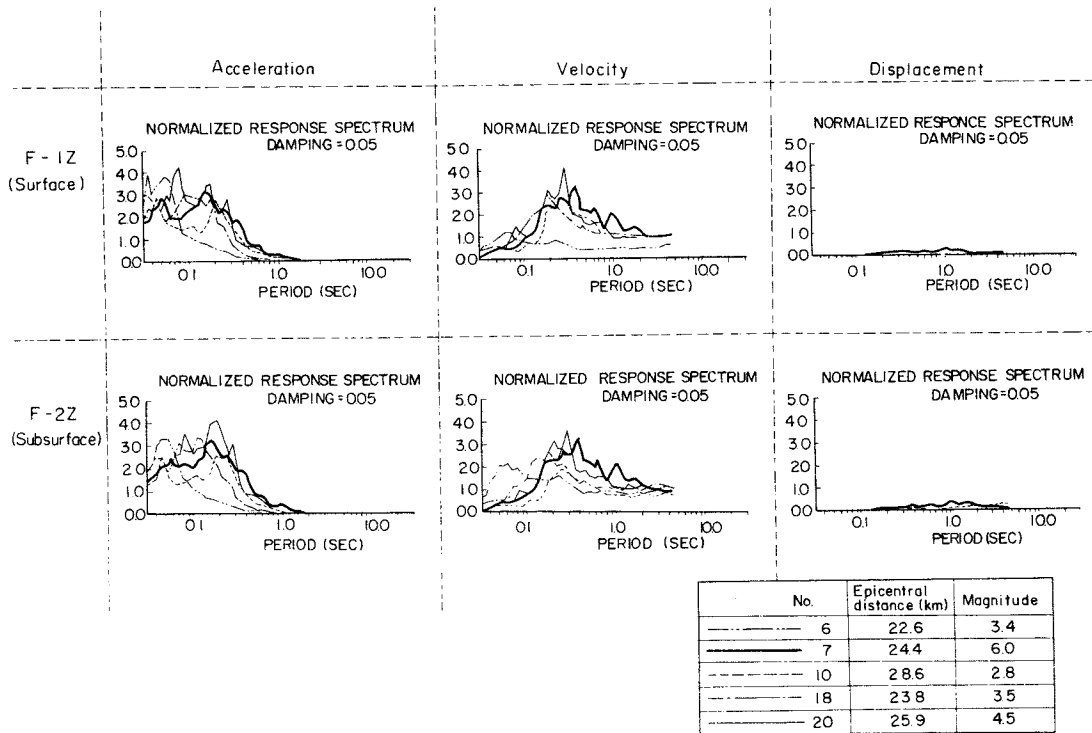 Acceleration Velocity Displacement
F-1Z
(Surface)
NORMALIZED RESPONSE SPECTRUM
DAMPING=0.05
5.0
4.0
3.0
2.0
1.0
0.0
0.1 1.0 10.0
PERIOD (SEC)
NORMALIZED RESPONSE SPECTRUM
DAMPING=0.05
5.0
4.0
3.0
2.0
1.0
0.0
0.1 1.0 10.0
PERIOD (SEC)
NORMALIZED RESPONCE SPECTRUM
DAMPING=0.05
5.0
4.0
3.0
2.0
1.0
0.0
0.1 1.0 10.0
PERIOD (SEC)
F-2Z
(Subsurface)
NORMALIZED RESPONSE SPECTRUM
DAMPING=005
5.0
4.0
3.0
2.0
1.0
0.0
0.1 1.0 10.0
PERIOD (SEC)
NORMALIZED RESPONSE SPECTRUM
DAMPING=0.05
5.0
4.0
3.0
2.0
1.0
0.0
0.1 1.0 10.0
PERIOD (SEC)
NORMALIZED RESPONSE SPECTRUM
DAMPING=0.05
5.0
4.0
3.0
2.0
1.0
0.0
0.1 1.0 10.0
PERIOD (SEC)
No. Epicentral distance (km) Magnitude
6 22.6 3.4
7 24.4 6.0
10 28.6 2.8
18 23.8 3.5
20 25.9 4.5